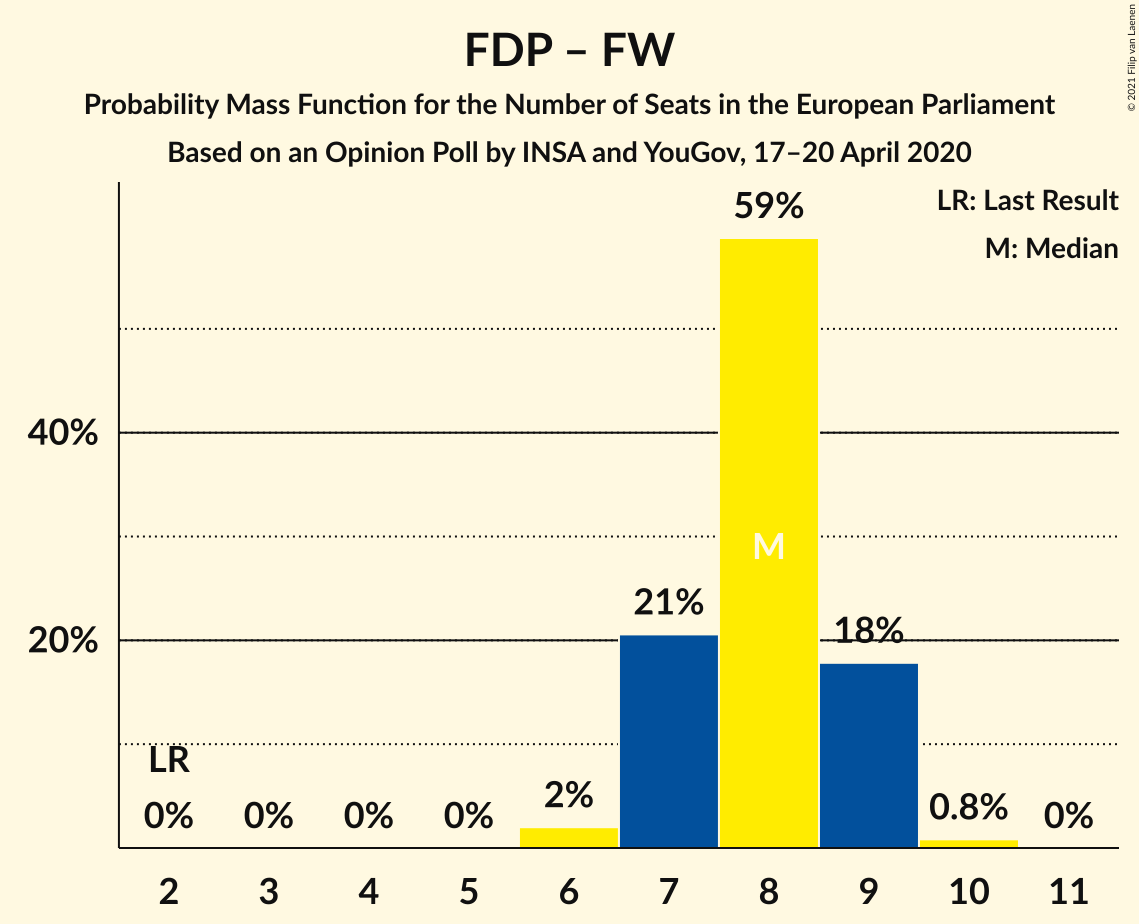 FDP – FW
Probability Mass Function for the Number of Seats in the European Parliament
Based on an Opinion Poll by INSA and YouGov, 17–20 April 2020
© 2021 Filip van Laenen
LR: Last Result
M: Median
59%
40%
M
21%
20%
18%
LR
0%
0%
0%
0%
2%
0.8%
0%
2
3
4
5
6
7
8
9
10
11